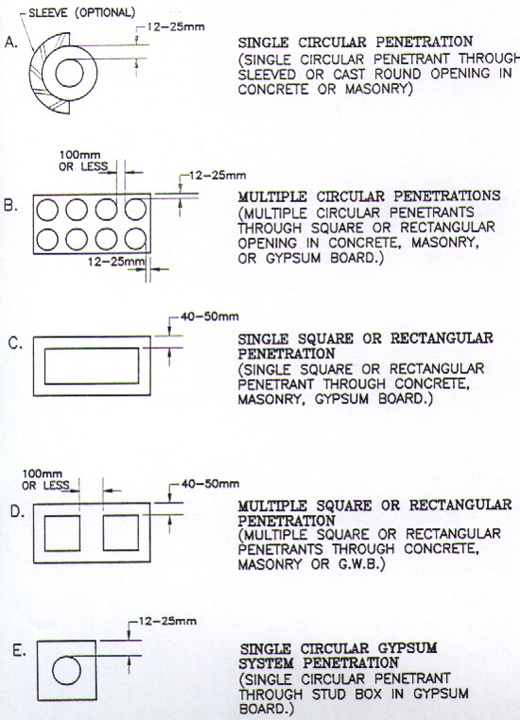 SLEEVE (OPTIONAL)
12-25mm
A.
SINGLE CIRCULAR PENETRATION
(SINGLE CIRCULAR PENETRANT THROUGH
SLEEVED OR CAST ROUND OPENING IN
CONCRETE OR MASONRY)
100mm
OR LESS
12-25mm
B.
12-25mm
MULTIPLE CIRCULAR PENETRATIONS
(MULTIPLE CIRCULAR PENETRANTS
THROUGH SQUARE OR RECTANGULAR
OPENING IN CONCRETE, MASONRY,
OR GYPSUM BOARD.)
40-50mm
C.
SINGLE SQUARE OR RECTANGULAR
PENETRATION
(SINGLE SQUARE OR RECTANGULAR
PENETRANT THROUGH CONCRETE,
MASONRY, GYPSUM BOARD.)
100mm
OR LESS
40-50mm
D.
MULTIPLE SQUARE OR RECTANGULAR
PENETRATION
(MULTIPLE SQUARE OR RECTANGULAR
PENETRANTS THROUGH CONCRETE,
MASONRY OR G.W.B.)
12-25mm
E.
SINGLE CIRCULAR GYPSUM
SYSTEM PENETRATION
(SINGLE CIRCULAR PENETRANT
THROUGH STUD BOX IN GYPSUM
BOARD.)